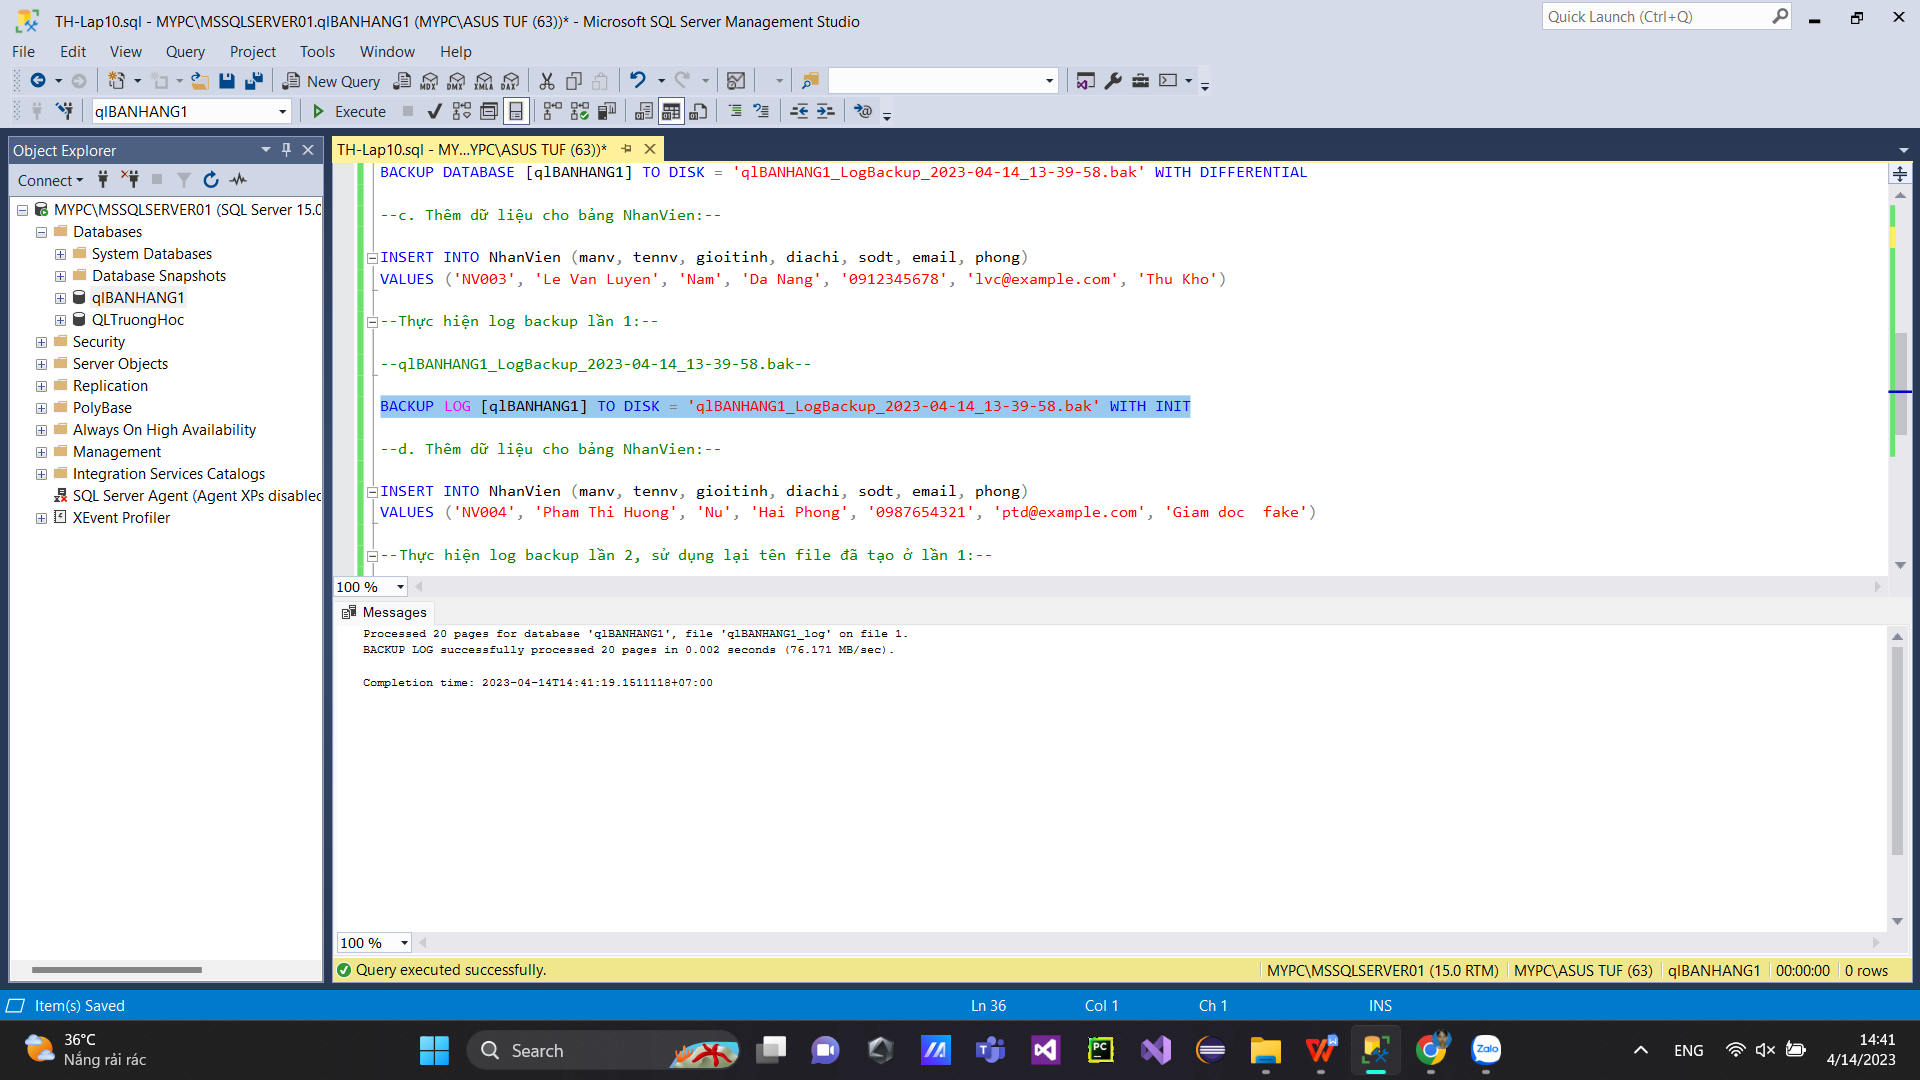 TH-Lap10.sql - MYPC\MSSQLSERVER01.qlBANHANG1 (MYPC\ASUS TUF (63))* - Microsoft SQL Server Management Studio
Quick Launch (Ctrl+Q)
File Edit View Query Project Tools Window Help
New Query
MDX DMX XMLA DAX
qlBANHANG1
Execute
Object Explorer
Connect
MYPC\MSSQLSERVER01 (SQL Server 15.0
Databases
System Databases
Database Snapshots
qlBANHANG1
QLTruongHoc
Security
Server Objects
Replication
PolyBase
Always On High Availability
Management
Integration Services Catalogs
SQL Server Agent (Agent XPs disabled
XEvent Profiler
TH-Lap10.sql - MY...YPC\ASUS TUF (63))*
BACKUP DATABASE [qlBANHANG1] TO DISK = 'qlBANHANG1_LogBackup_2023-04-14_13-39-58.bak' WITH DIFFERENTIAL
--c. Thêm dữ liệu cho bảng NhanVien:--
INSERT INTO NhanVien (manv, tennv, gioitinh, diachi, sodt, email, phong)
VALUES ('NV003', 'Le Van Luyen', 'Nam', 'Da Nang', '0912345678', 'lvc@example.com', 'Thu Kho')
--Thực hiện log backup lần 1:--
--qlBANHANG1_LogBackup_2023-04-14_13-39-58.bak--
BACKUP LOG [qlBANHANG1] TO DISK = 'qlBANHANG1_LogBackup_2023-04-14_13-39-58.bak' WITH INIT
--d. Thêm dữ liệu cho bảng NhanVien:--
INSERT INTO NhanVien (manv, tennv, gioitinh, diachi, sodt, email, phong)
VALUES ('NV004', 'Pham Thi Huong', 'Nu', 'Hai Phong', '0987654321', 'ptd@example.com', 'Giam doc  fake')
--Thực hiện log backup lần 2, sử dụng lại tên file đã tạo ở lần 1:--
100 %
Messages
Processed 20 pages for database 'qlBANHANG1', file 'qlBANHANG1_log' on file 1.
BACKUP LOG successfully processed 20 pages in 0.002 seconds (76.171 MB/sec).
Completion time: 2023-04-14T14:41:19.1511118+07:00
100 %
Query executed successfully.
MYPC\MSSQLSERVER01 (15.0 RTM) MYPC\ASUS TUF (63) qlBANHANG1 00:00:00 0 rows
Item(s) Saved
Ln 36 Col 1 Ch 1 INS
36°C
Nắng rải rác
Search
PC
Zalo
ENG
14:41
4/14/2023